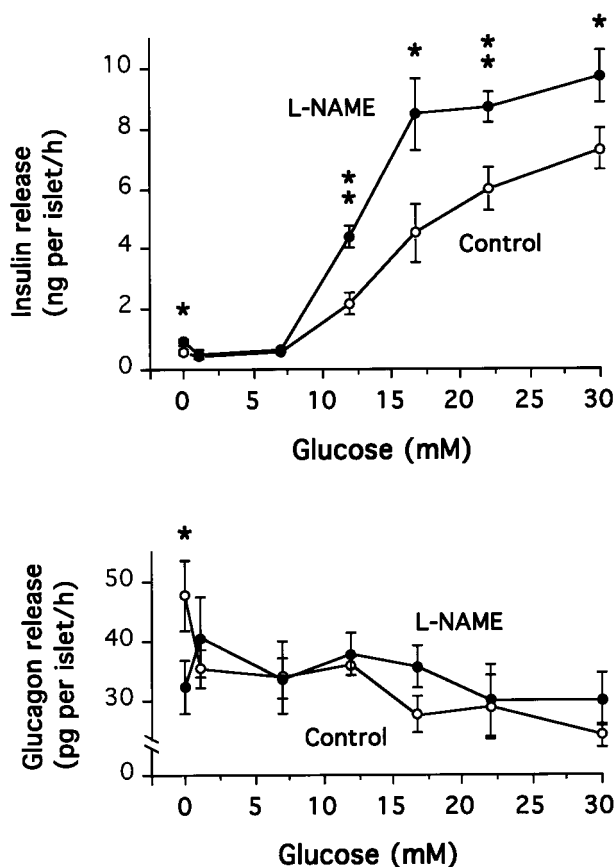 *
* *
*
*
*
*
10
L-NAME
8
6
4
Control
2
0
Insulin release
(ng per islet/h)
0 5 10 15 20 25 30
Glucose (mM)
*
50
L-NAME
40
30
Control
0
Glucagon release
(pg per islet/h)
0 5 10 15 20 25 30
Glucose (mM)